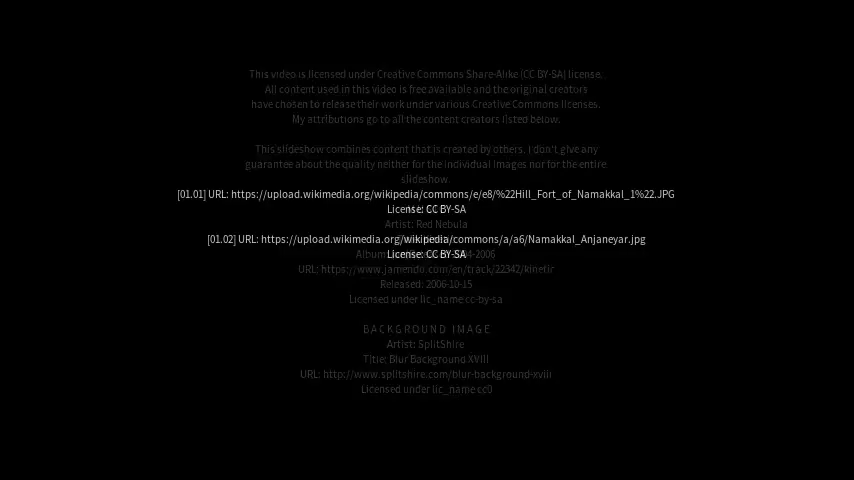 This video is licensed under Creative Commons Share-Alike (CC BY-SA) license.
All content used in this video is free available and the original creators
have chosen to release their work under various Creative Commons licenses.
My attributions go to all the content creators listed below.
This slideshow combines content that is created by others. I don't give any
guarantee about the quality neither for the individual images nor for the entire
slideshow.
[01.01] URL: https://upload.wikimedia.org/wikipedia/commons/e/e8/%22Hill_Fort_of_Namakkal_1%22.JPG
License: CC BY-SA
Artist: Red Nebula
[01.02] URL: https://upload.wikimedia.org/wikipedia/commons/a/a6/Namakkal_Anjaneyar.jpg
License: CC BY-SA
Album: 2006
URL: https://www.jamendo.com/en/track/22342/kinetic
Released: 2006-10-15
Licensed under lic_name cc-by-sa
BACKGROUND IMAGE
Artist: SplitShire
Title: Blur Background XVIII
URL: http://www.splitshire.com/blur-background-xviii
Licensed under lic_name cc0